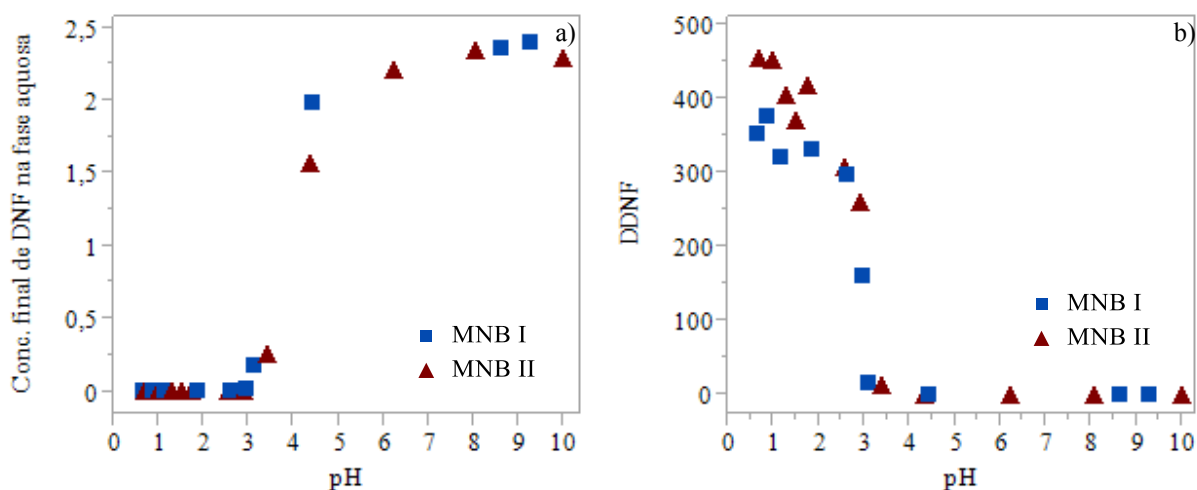 a)
Conc. final de DNF na fase aquosa
2,5
2
1,5
1
0,5
0
0 1 2 3 4 5 6 7 8 9 10
pH
MNB I
MNB II
b)
DDNF
500
400
300
200
100
0
0 1 2 3 4 5 6 7 8 9 10
pH
MNB I
MNB II